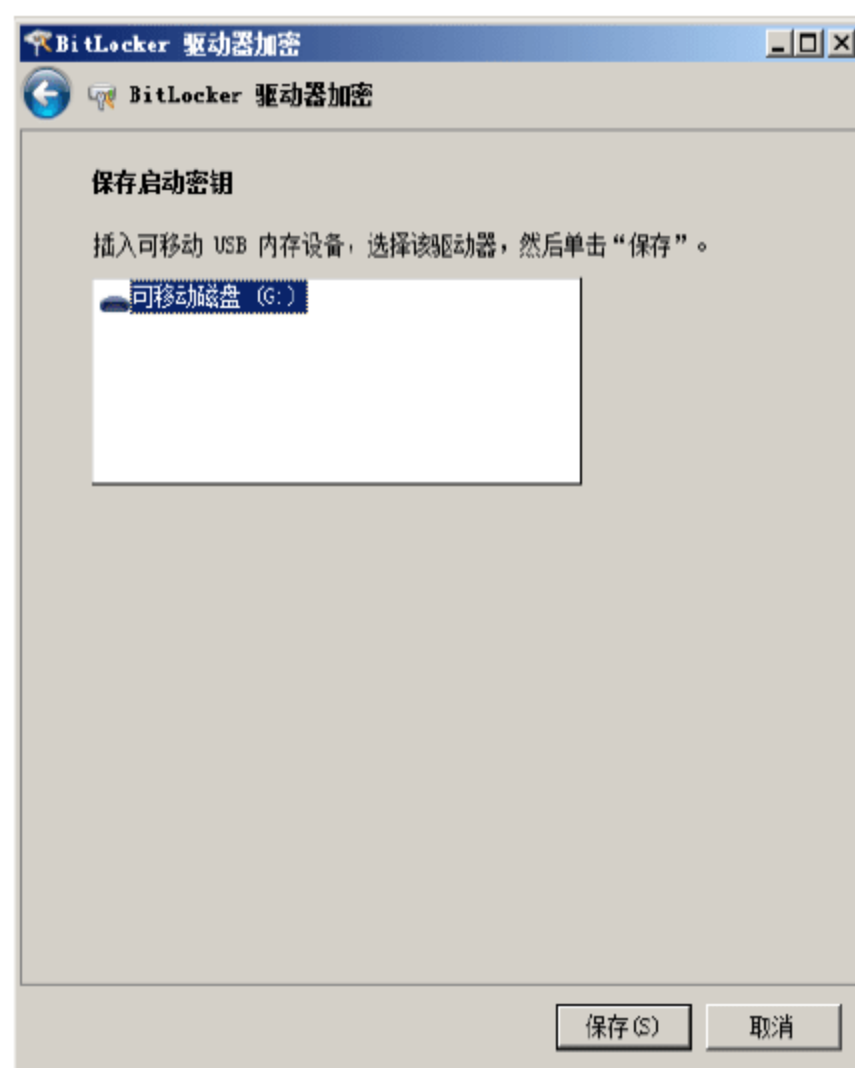 BitLocker 驱动器加密
BitLocker 驱动器加密
保存启动密钥
插入可移动 USB 内存设备，选择该驱动器，然后单击“保存”。
可移动磁盘 (G:)
保存(S)
取消